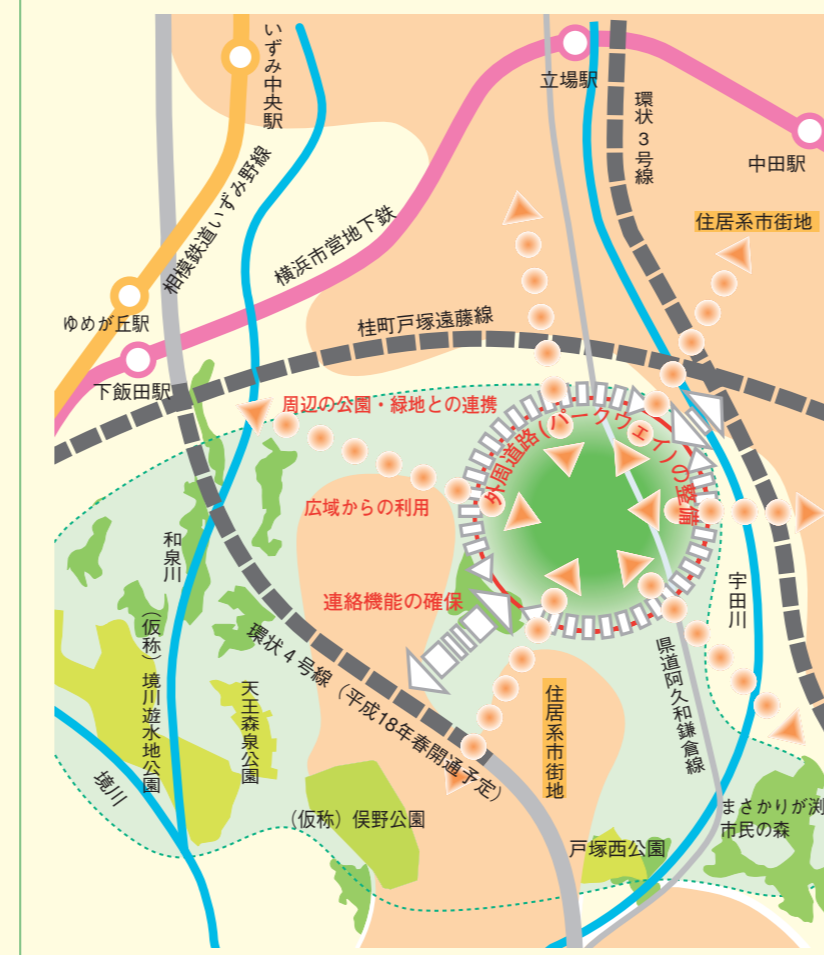 いずみ中央駅
立場駅
環状3号線
中田駅
相模鉄道いずみ野線
住居系市街地
横浜市営地下鉄
ゆめが丘駅
桂町戸塚遠藤線
下飯田駅
周辺の公園・緑地との連携
外周道路(パークウェイ)の整備
広域からの利用
和泉川
宇田川
連絡機能の確保
(仮称)境川遊水地公園
環状4号線(平成18年春開通予定)
県道阿久和鎌倉線
天王森泉公園
住居系市街地
境川
(仮称)俣野公園
まさかりが渕
市民の森
戸塚西公園